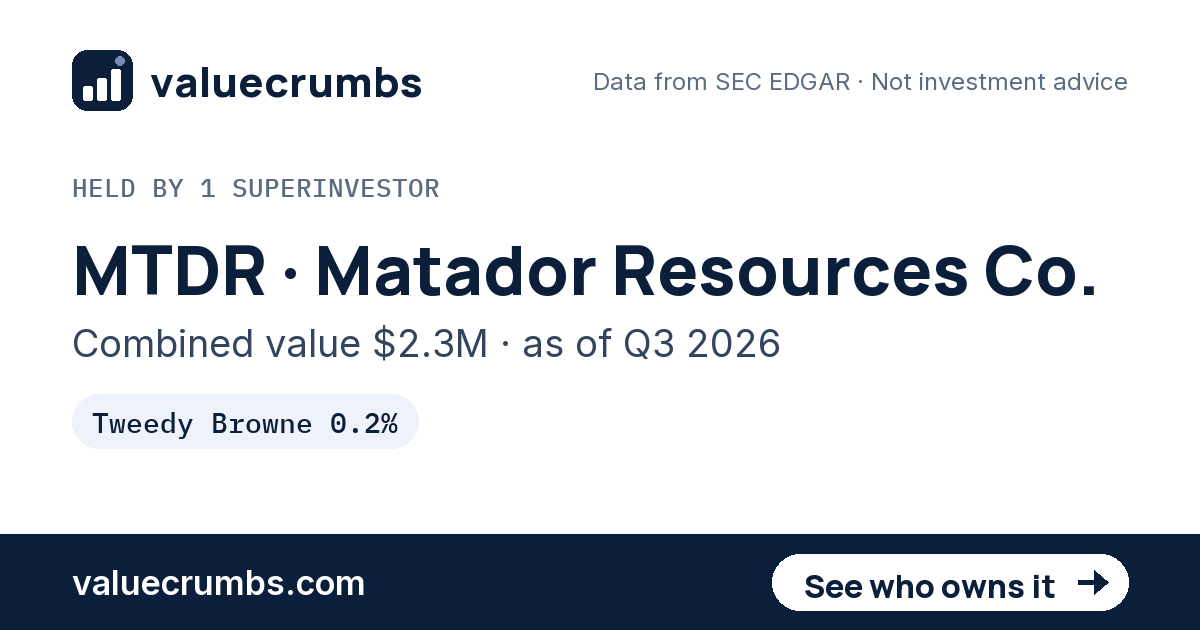 valuecrumbs
Data from SEC EDGAR · Not investment advice
HELD BY 1 SUPERINVESTOR
MTDR · Matador Resources Co.
Combined value $2.3M · as of Q3 2026
Tweedy Browne 0.2%
valuecrumbs.com
See who owns it →